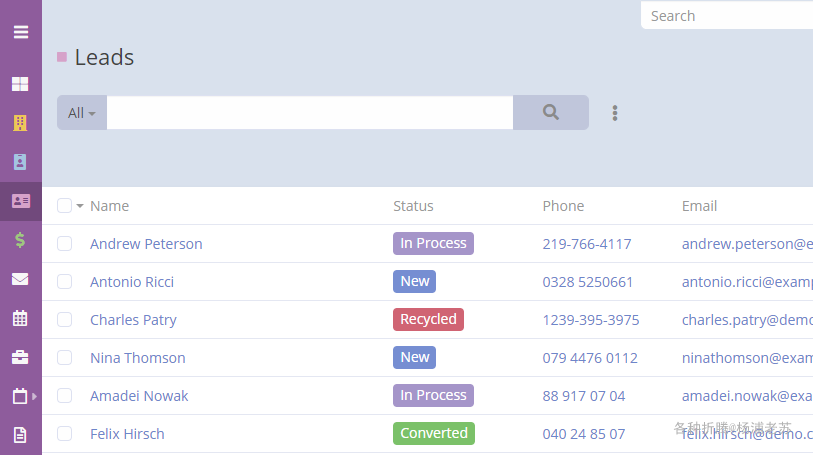 Search
Leads
All
Name Status Phone Email
Andrew Peterson In Process 219-766-4117 andrew.peterson@e
Antonio Ricci New 0328 5250661 antonio.ricci@examp
Charles Patry Recycled 1239-395-3975 charles.patry@demo
Nina Thomson New 079 4476 0112 ninathomson@exam
Amadei Nowak In Process 88 917 07 04 amadei.nowak@exa
Felix Hirsch Converted 040 24 85 07 felix.hirsch@demo.c
各种折腾@杨浦老苏